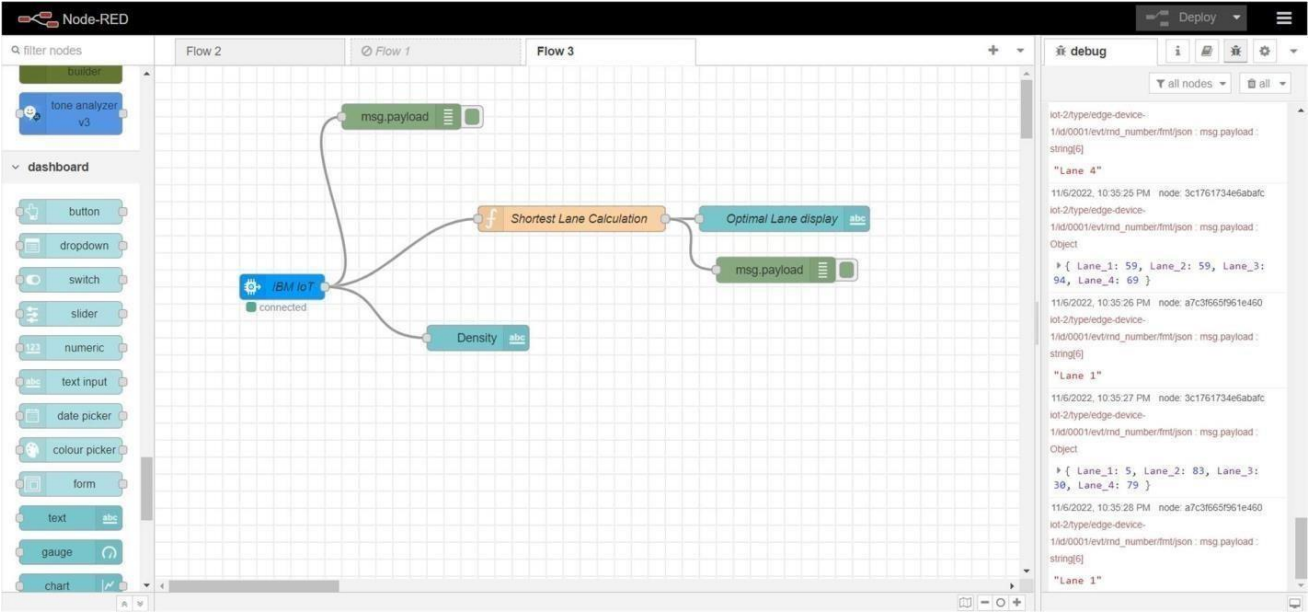 Node-RED
Deploy
filter nodes
builder
tone analyzer
v3
dashboard
button
dropdown
switch
slider
123
numeric
abc
text input
date picker
colour picker
form
text
abc
gauge
chart
Flow 2
Flow 1
Flow 3
msg.payload
f
Shortest Lane Calculation
Optimal Lane display
abc
msg.payload
IBM IoT
connected
Density
abc
debug
i
all nodes
all
iot-2/type/edge-device-
1/id/0001/evt/rnd_number/fmt/json : msg.payload :
string[6]
"Lane 4"
11/6/2022, 10:35:25 PM node: 3c1761734e6abafc
iot-2/type/edge-device-
1/id/0001/evt/rnd_number/fmt/json : msg.payload :
Object
{ Lane_1: 59, Lane_2: 59, Lane_3:
94, Lane_4: 69 }
11/6/2022, 10:35:26 PM node: a7c3f665f961e460
iot-2/type/edge-device-
1/id/0001/evt/rnd_number/fmt/json : msg.payload :
string[6]
"Lane 1"
11/6/2022, 10:35:27 PM node: 3c1761734e6abafc
iot-2/type/edge-device-
1/id/0001/evt/rnd_number/fmt/json : msg.payload :
Object
{ Lane_1: 5, Lane_2: 83, Lane_3:
30, Lane_4: 79 }
11/6/2022, 10:35:28 PM node: a7c3f665f961e460
iot-2/type/edge-device-
1/id/0001/evt/rnd_number/fmt/json : msg.payload :
string[6]
"Lane 1"